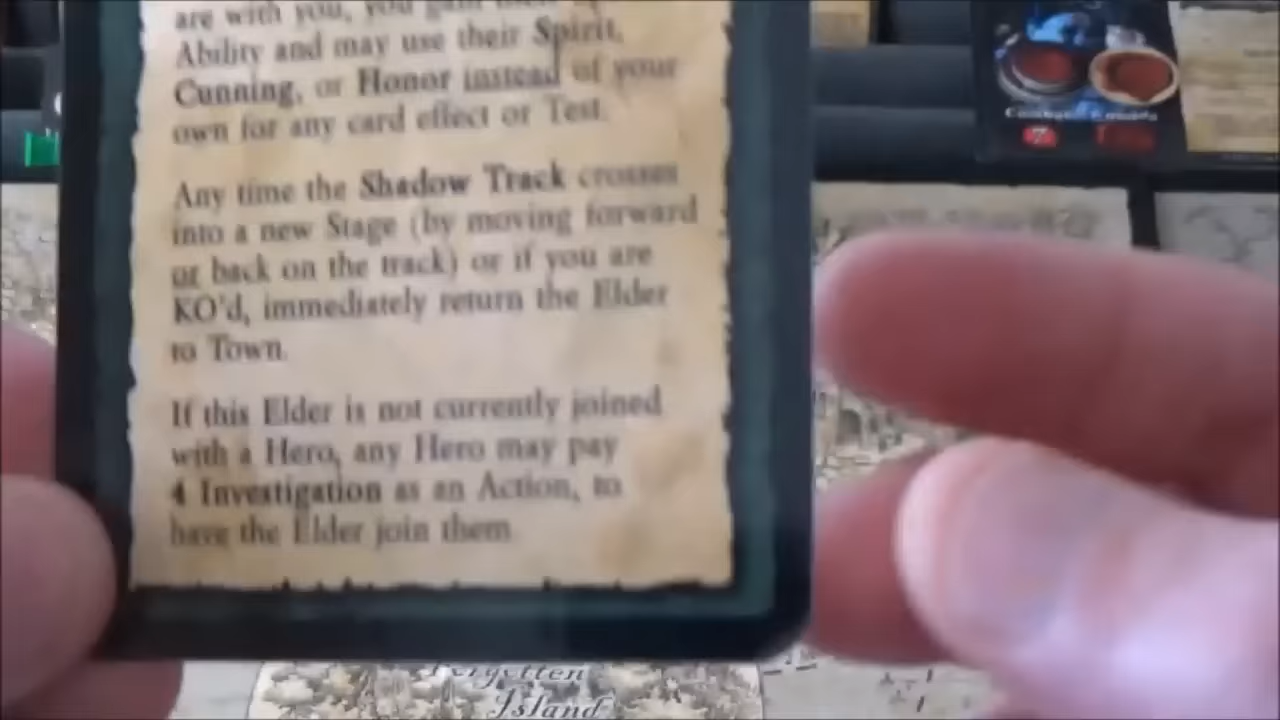 are with you, you gain their
Ability and may use their Spirit,
Cunning, or Honor instead of your
own for any card effect or Test.
Any time the Shadow Track crosses
into a new Stage (by moving forward
or back on the track) or if you are
KO'd, immediately return the Elder
to Town.
If this Elder is not currently joined
with a Hero, any Hero may pay
4 Investigation as an Action, to
have the Elder join them.
7
Forgotten
Island